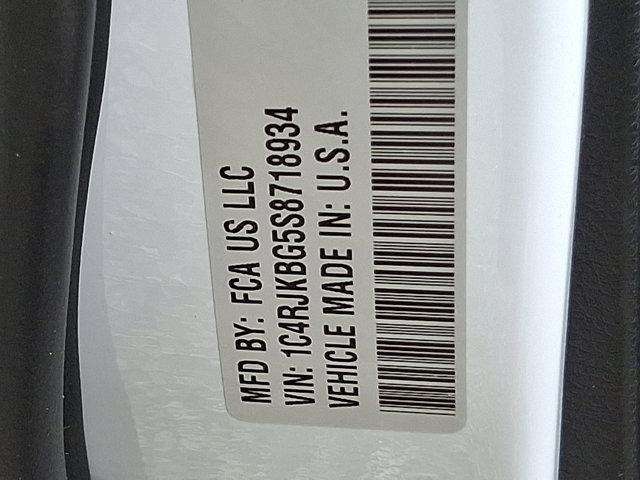 MFD BY: FCA US LLC
VIN: 1C4RJKBG5S8718934
VEHICLE MADE IN: U.S.A.